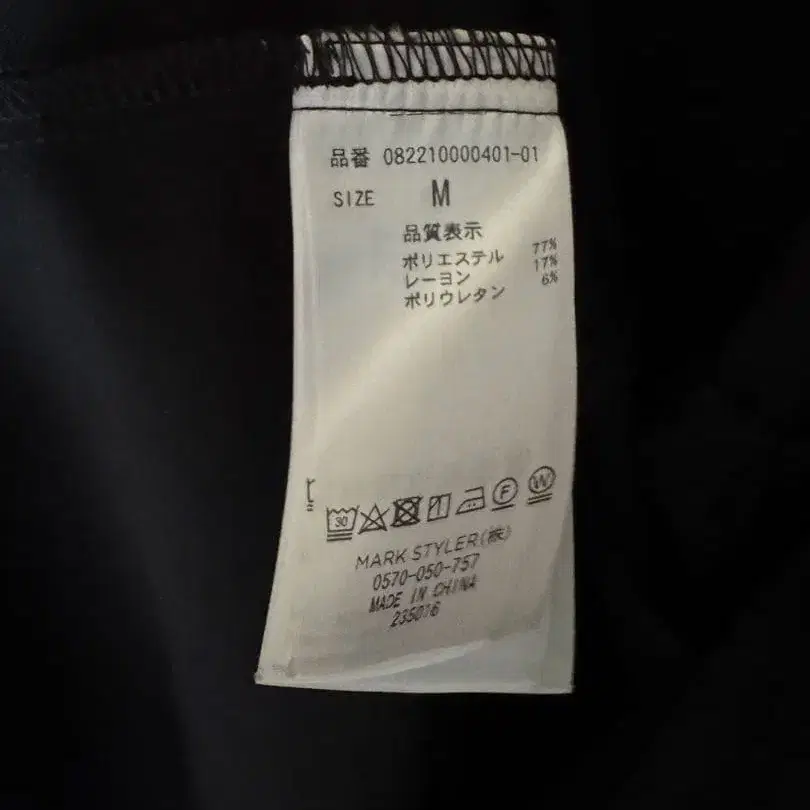 品番 082210000401-01
SIZE M
品質表示
ポリエステル 77%
レーヨン 17%
ポリウレタン 6%
30 F W
MARK STYLER(株)
0570-050-757
MADE IN CHINA
235016